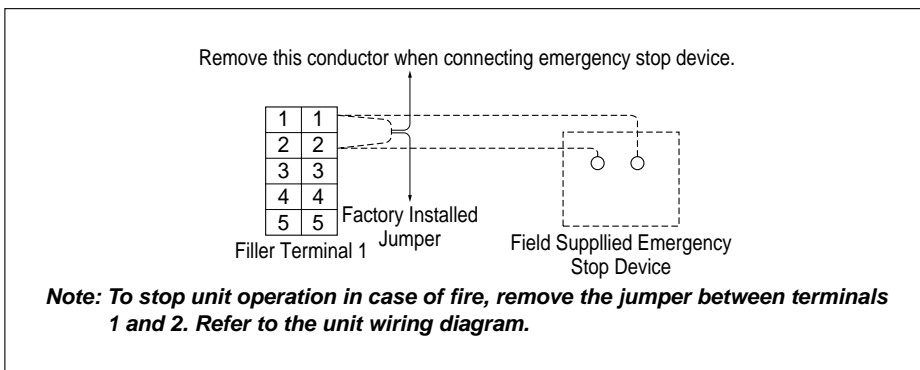 Remove this conductor when connecting emergency stop device.
1 1
2 2
3 3
4 4
5 5
Filler Terminal 1
Factory Installed
Jumper
Field Suppllied Emergency
Stop Device
Note: To stop unit operation in case of fire, remove the jumper between terminals
1 and 2. Refer to the unit wiring diagram.